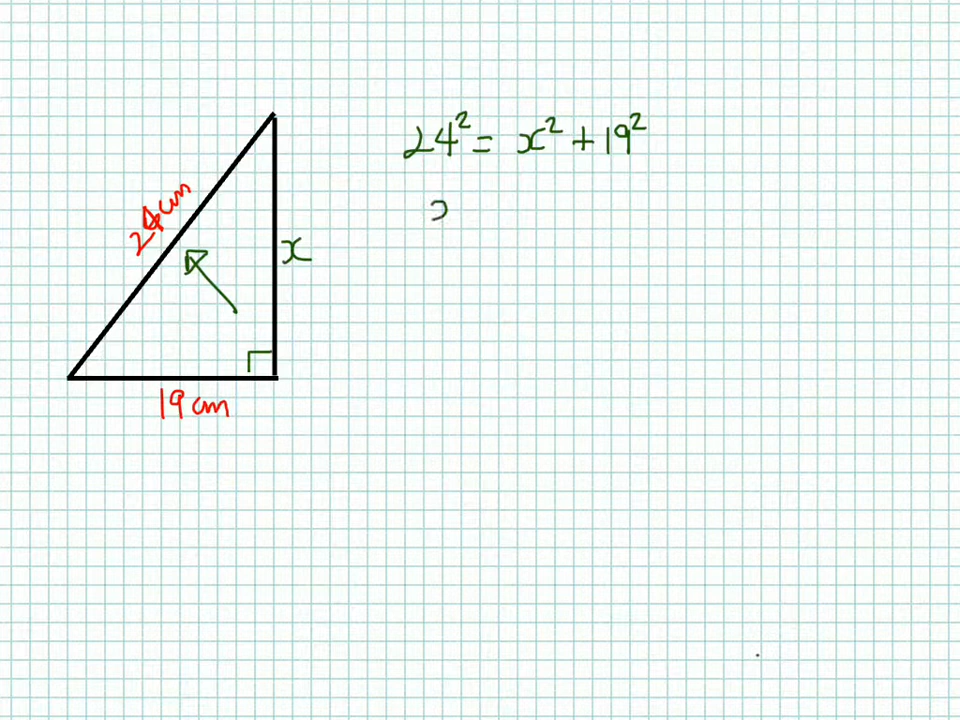 24² = x² + 19²
24cm
x
19cm